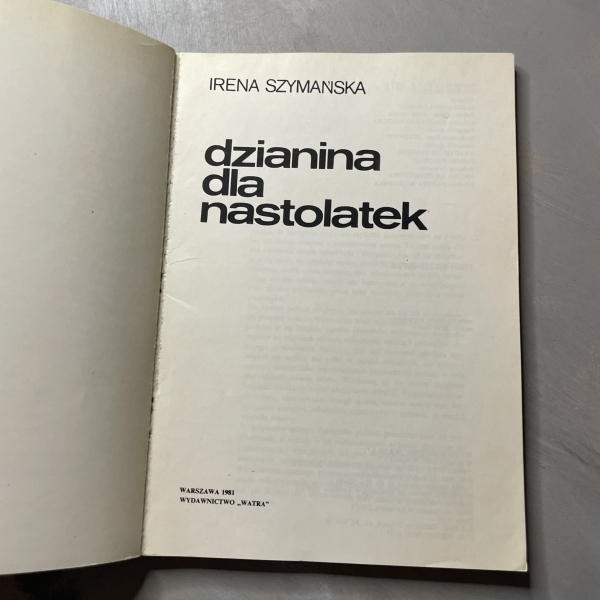 IRENA SZYMAŃSKA
dzianina
dla
nastolatek
WARSZAWA 1981
WYDAWNICTWO „WATRA”